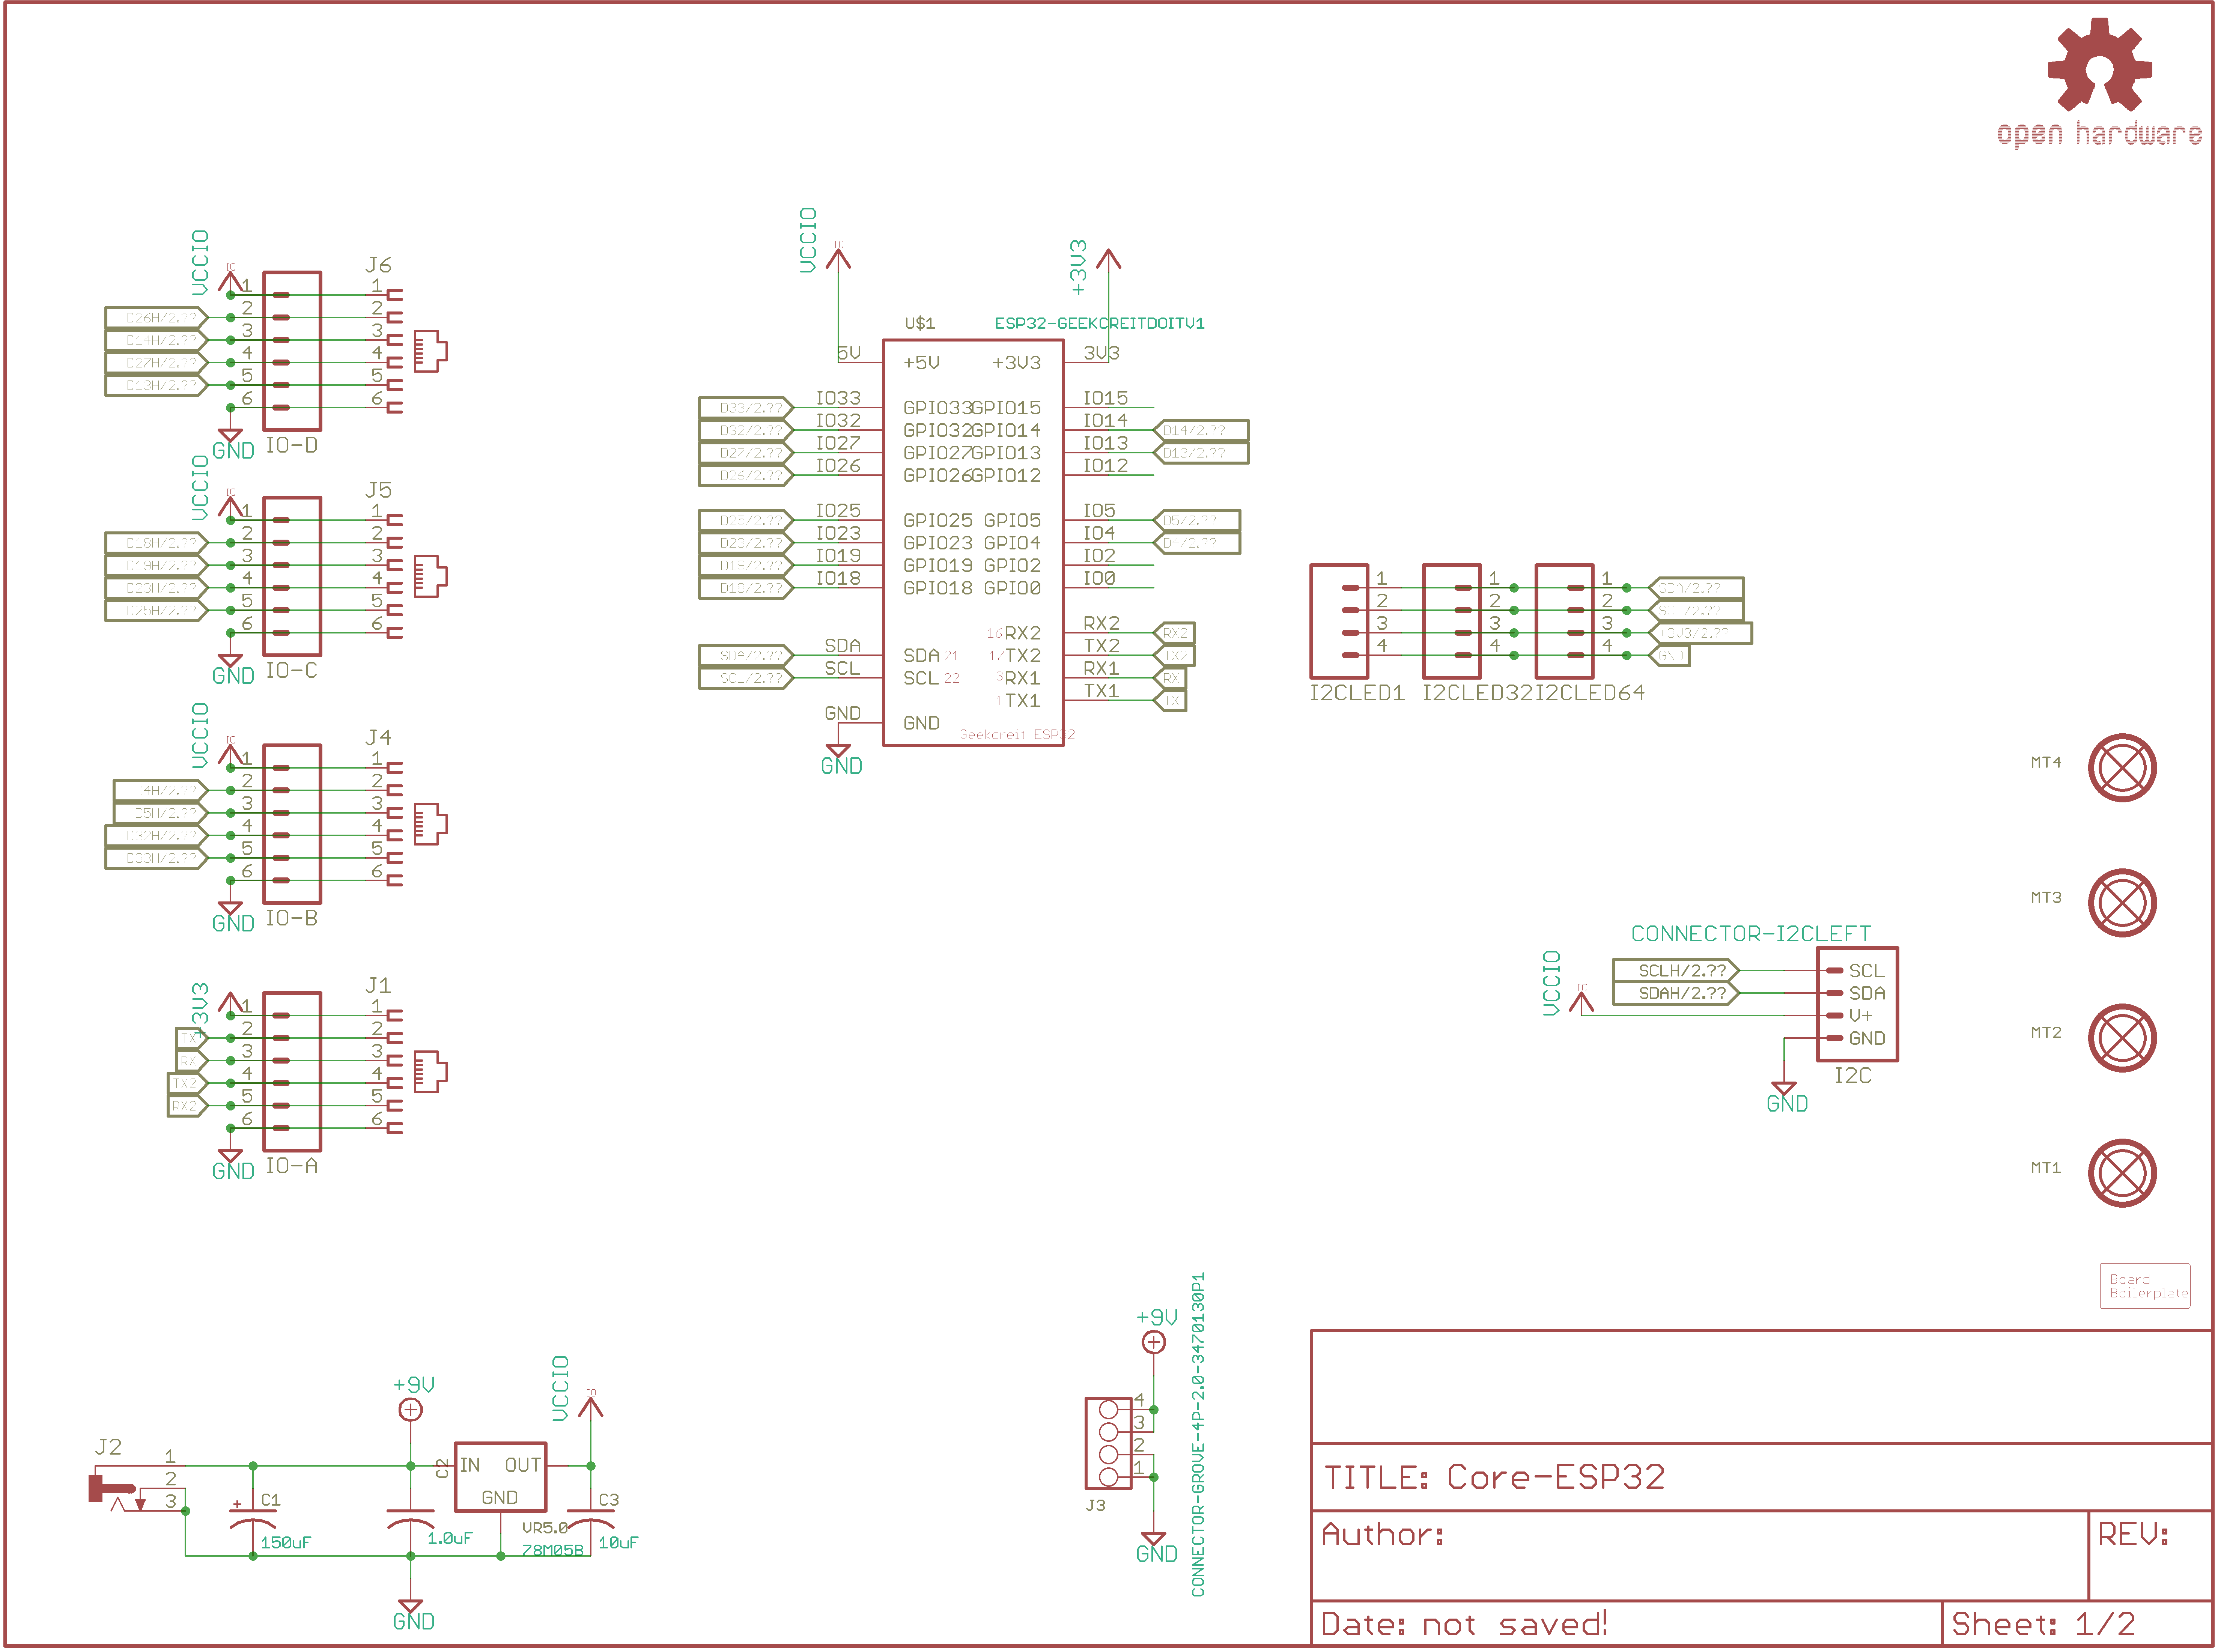 open hardware
VCCIO
IO
J6
1 1
2 2
3 3
4 4
5 5
6 6
D26H/2.??
D14H/2.??
D27H/2.??
D13H/2.??
GND
IO-D
VCCIO
IO
J5
1 1
2 2
3 3
4 4
5 5
6 6
D18H/2.??
D19H/2.??
D23H/2.??
D25H/2.??
GND
IO-C
VCCIO
IO
J4
1 1
2 2
3 3
4 4
5 5
6 6
D4H/2.??
D5H/2.??
D32H/2.??
D33H/2.??
GND
IO-B
+3V3
J1
1 1
2 2
3 3
4 4
5 5
6 6
TX
RX
TX2
RX2
GND
IO-A
VCCIO
IO
+3V3
U$1
ESP32-GEEKCREITDOITV1
5V +5V +3V3 3V3
D33/2.?? IO33 GPIO33 GPIO15 IO15
D32/2.?? IO32 GPIO32 GPIO14 IO14 D14/2.??
D27/2.?? IO27 GPIO27 GPIO13 IO13 D13/2.??
D26/2.?? IO26 GPIO26 GPIO12 IO12
D25/2.?? IO25 GPIO25 GPIO5 IO5 D5/2.??
D23/2.?? IO23 GPIO23 GPIO4 IO4 D4/2.??
D19/2.?? IO19 GPIO19 GPIO2 IO2
D18/2.?? IO18 GPIO18 GPIO0 IO0
16 RX2 RX2 RX2
SDA/2.?? SDA SDA 21 17 TX2 TX2 TX2
SCL/2.?? SCL SCL 22 3 RX1 RX1 RX
1 TX1 TX1 TX
GND GND
Geekcreit ESP32
GND
1 1 1 SDA/2.??
2 2 2 SCL/2.??
3 3 3 +3V3/2.??
4 4 4 GND
I2CLED1 I2CLED32 I2CLED64
MT4
MT3
MT2
MT1
CONNECTOR-I2CLEFT
VCCIO
IO
SCLH/2.?? SCL
SDAH/2.?? SDA
V+
GND
I2C
GND
Board
Boilerplate
J2
1
2
3
C1
150uF
+9V
C2
1.0uF
IN OUT
GND
VR5.0
78M05B
VCCIO
IO
C3
10uF
GND
+9V
4
3
2
1
J3
GND
CONNECTOR-GROVE-4P-2.0-3470130P1
TITLE: Core-ESP32
Author:
REV:
Date: not saved!
Sheet: 1/2